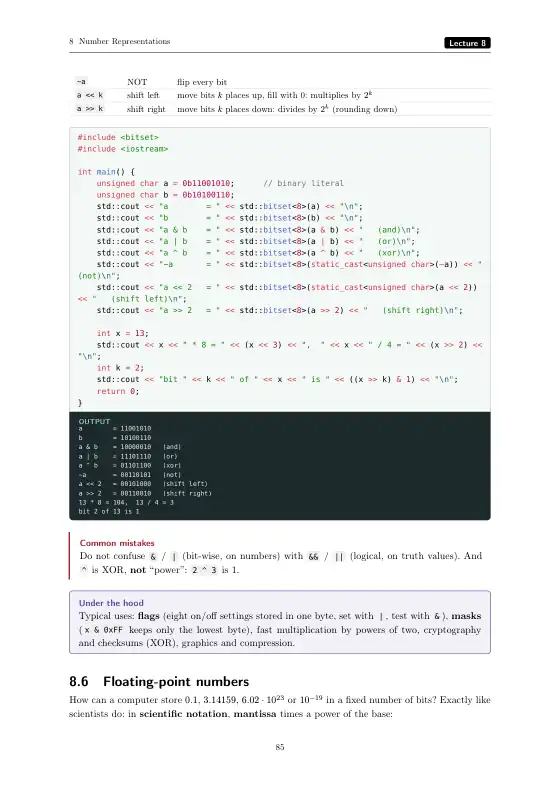 8 Number Representations
Lecture 8
~a NOT flip every bit
a << k shift left move bits k places up, fill with 0: multiplies by 2^k
a >> k shift right move bits k places down: divides by 2^k (rounding down)
#include <bitset>
#include <iostream>
int main() {
    unsigned char a = 0b11001010;      // binary literal
    unsigned char b = 0b10100110;
    std::cout << "a        = " << std::bitset<8>(a) << "\n";
    std::cout << "b        = " << std::bitset<8>(b) << "\n";
    std::cout << "a & b    = " << std::bitset<8>(a & b) << "   (and)\n";
    std::cout << "a | b    = " << std::bitset<8>(a | b) << "   (or)\n";
    std::cout << "a ^ b    = " << std::bitset<8>(a ^ b) << "   (xor)\n";
    std::cout << "~a       = " << std::bitset<8>(static_cast<unsigned char>(~a)) << "
(not)\n";
    std::cout << "a << 2   = " << std::bitset<8>(static_cast<unsigned char>(a << 2))
<< "   (shift left)\n";
    std::cout << "a >> 2   = " << std::bitset<8>(a >> 2) << "   (shift right)\n";
    int x = 13;
    std::cout << x << " * 8 = " << (x << 3) << ",  " << x << " / 4 = " << (x >> 2) <<
"\n";
    int k = 2;
    std::cout << "bit " << k << " of " << x << " is " << ((x >> k) & 1) << "\n";
    return 0;
}
OUTPUT
a        = 11001010
b        = 10100110
a & b    = 10000010   (and)
a | b    = 11101110   (or)
a ^ b    = 01101100   (xor)
~a       = 00110101   (not)
a << 2   = 00101000   (shift left)
a >> 2   = 00110010   (shift right)
13 * 8 = 104,  13 / 4 = 3
bit 2 of 13 is 1
Common mistakes
Do not confuse & / | (bit-wise, on numbers) with && / || (logical, on truth values). And
^ is XOR, not “power”: 2 ^ 3 is 1.
Under the hood
Typical uses: flags (eight on/off settings stored in one byte, set with |, test with &), masks
(x & 0xFF keeps only the lowest byte), fast multiplication by powers of two, cryptography
and checksums (XOR), graphics and compression.
8.6 Floating-point numbers
How can a computer store 0.1, 3.14159, 6.02 · 10^23 or 10^−19 in a fixed number of bits? Exactly like
scientists do: in scientific notation, mantissa times a power of the base:
85